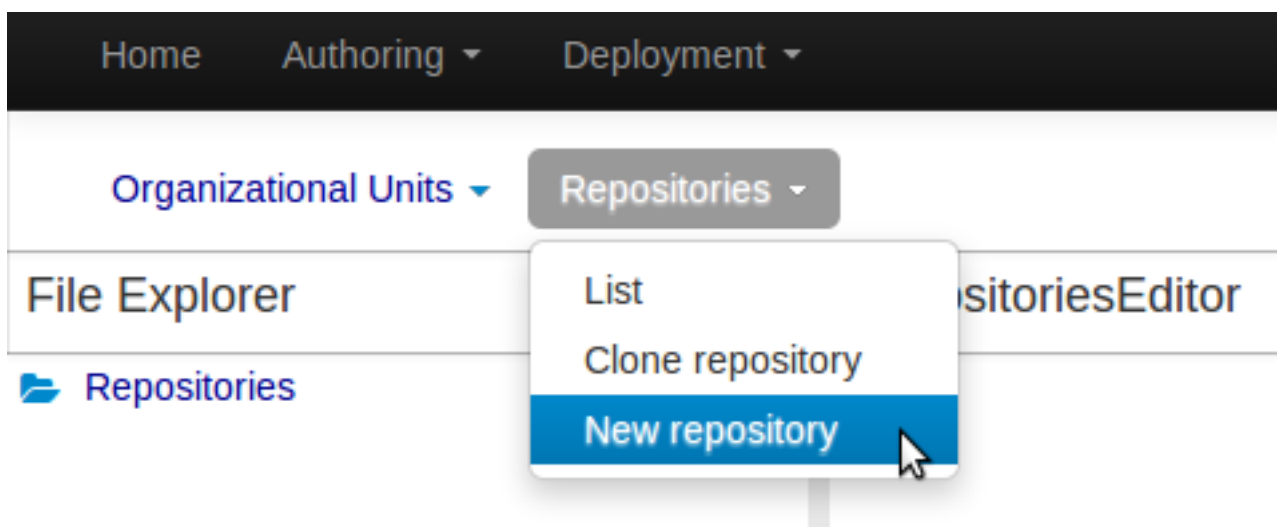 Home Authoring Deployment
Organizational Units Repositories
File Explorer
List
sitoriesEditor
Clone repository
Repositories
New repository